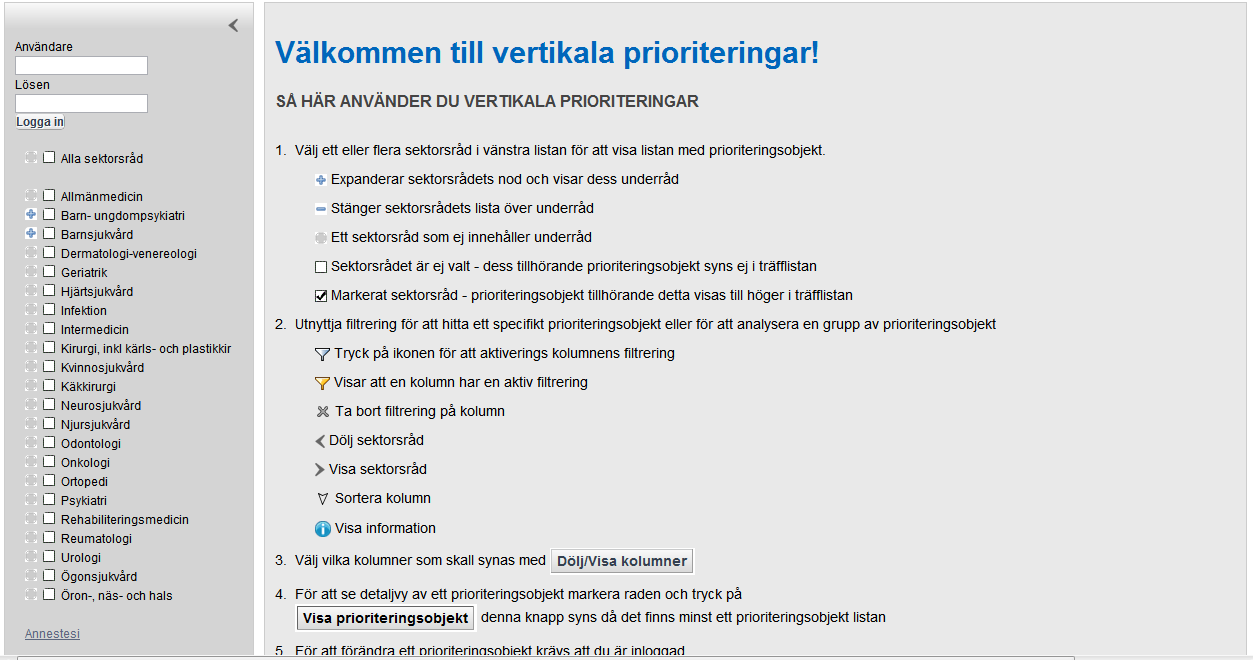 Användare
Lösen
Logga in
Alla sektorsråd
Allmänmedicin
Barn- ungdompsykiatri
Barnsjukvård
Dermatologi-venereologi
Geriatrik
Hjärtsjukvård
Infektion
Intermedicin
Kirurgi, inkl kärls- och plastikkir
Kvinnosjukvård
Käkkirurgi
Neurosjukvård
Njursjukvård
Odontologi
Onkologi
Ortopedi
Psykiatri
Rehabiliteringsmedicin
Reumatologi
Urologi
Ögonsjukvård
Öron-, näs- och hals
Annestesi
Välkommen till vertikala prioriteringar!
SÅ HÄR ANVÄNDER DU VERTIKALA PRIORITERINGAR
1. Välj ett eller flera sektorsråd i vänstra listan för att visa listan med prioriteringsobjekt.
Expanderar sektorsrådets nod och visar dess underråd
Stänger sektorsrådets lista över underråd
Ett sektorsråd som ej innehåller underråd
Sektorsrådet är ej valt - dess tillhörande prioriteringsobjekt syns ej i träfflistan
Markerat sektorsråd - prioriteringsobjekt tillhörande detta visas till höger i träfflistan
2. Utnyttja filtrering för att hitta ett specifikt prioriteringsobjekt eller för att analysera en grupp av prioriteringsobjekt
Tryck på ikonen för att aktiverings kolumnens filtrering
Visar att en kolumn har en aktiv filtrering
Ta bort filtrering på kolumn
Dölj sektorsråd
Visa sektorsråd
Sortera kolumn
Visa information
3. Välj vilka kolumner som skall synas med Dölj/Visa kolumner
4. För att se detaljvy av ett prioriteringsobjekt markera raden och tryck på
Visa prioriteringsobjekt denna knapp syns då det finns minst ett prioriteringsobjekt listan
5. För att förändra ett prioriteringsobjekt krävs att du är inloggad